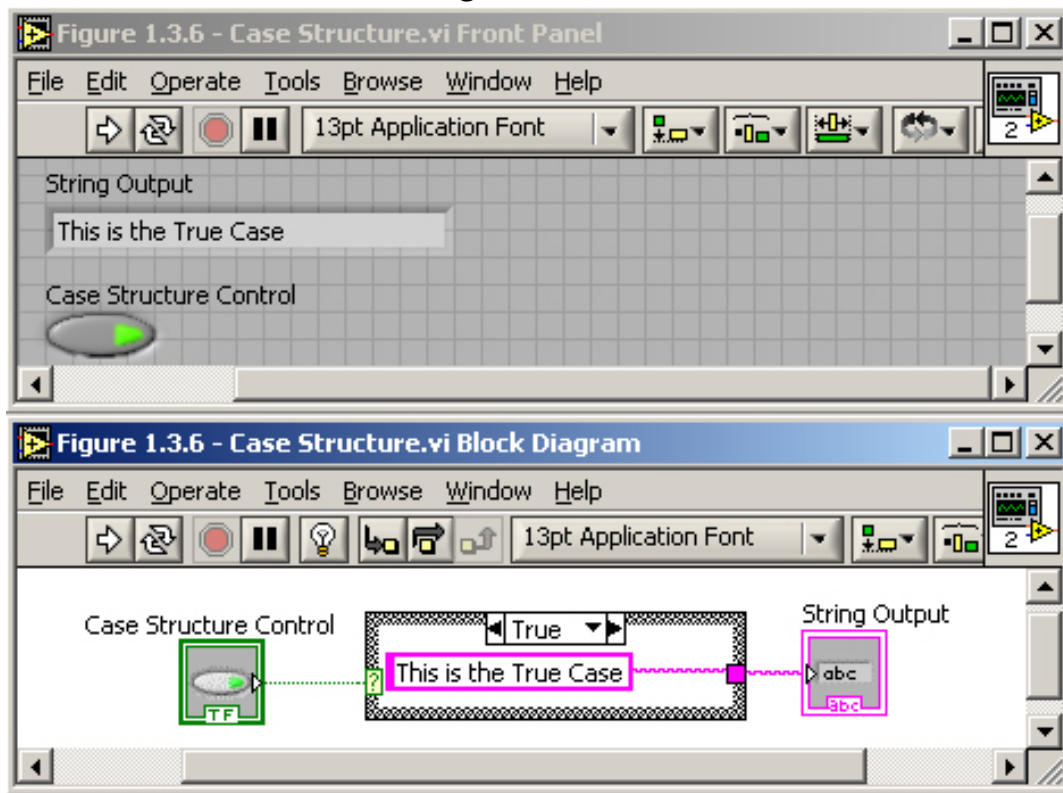 Figure 1.3.6 - Case Structure.vi Front Panel
File Edit Operate Tools Browse Window Help
13pt Application Font
2
String Output
This is the True Case
Case Structure Control
Figure 1.3.6 - Case Structure.vi Block Diagram
File Edit Operate Tools Browse Window Help
13pt Application Font
2
Case Structure Control
True
String Output
?
This is the True Case
abc
TF
abc